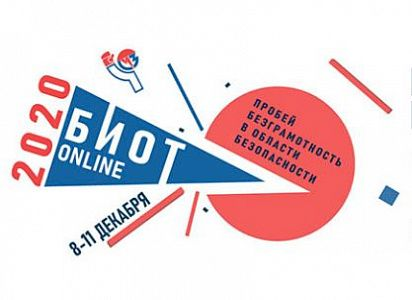 2020
БИОТ
ONLINE
8-11 ДЕКАБРЯ
ПРОБЕЙ
БЕЗГРАМОТНОСТЬ
В ОБЛАСТИ
БЕЗОПАСНОСТИ